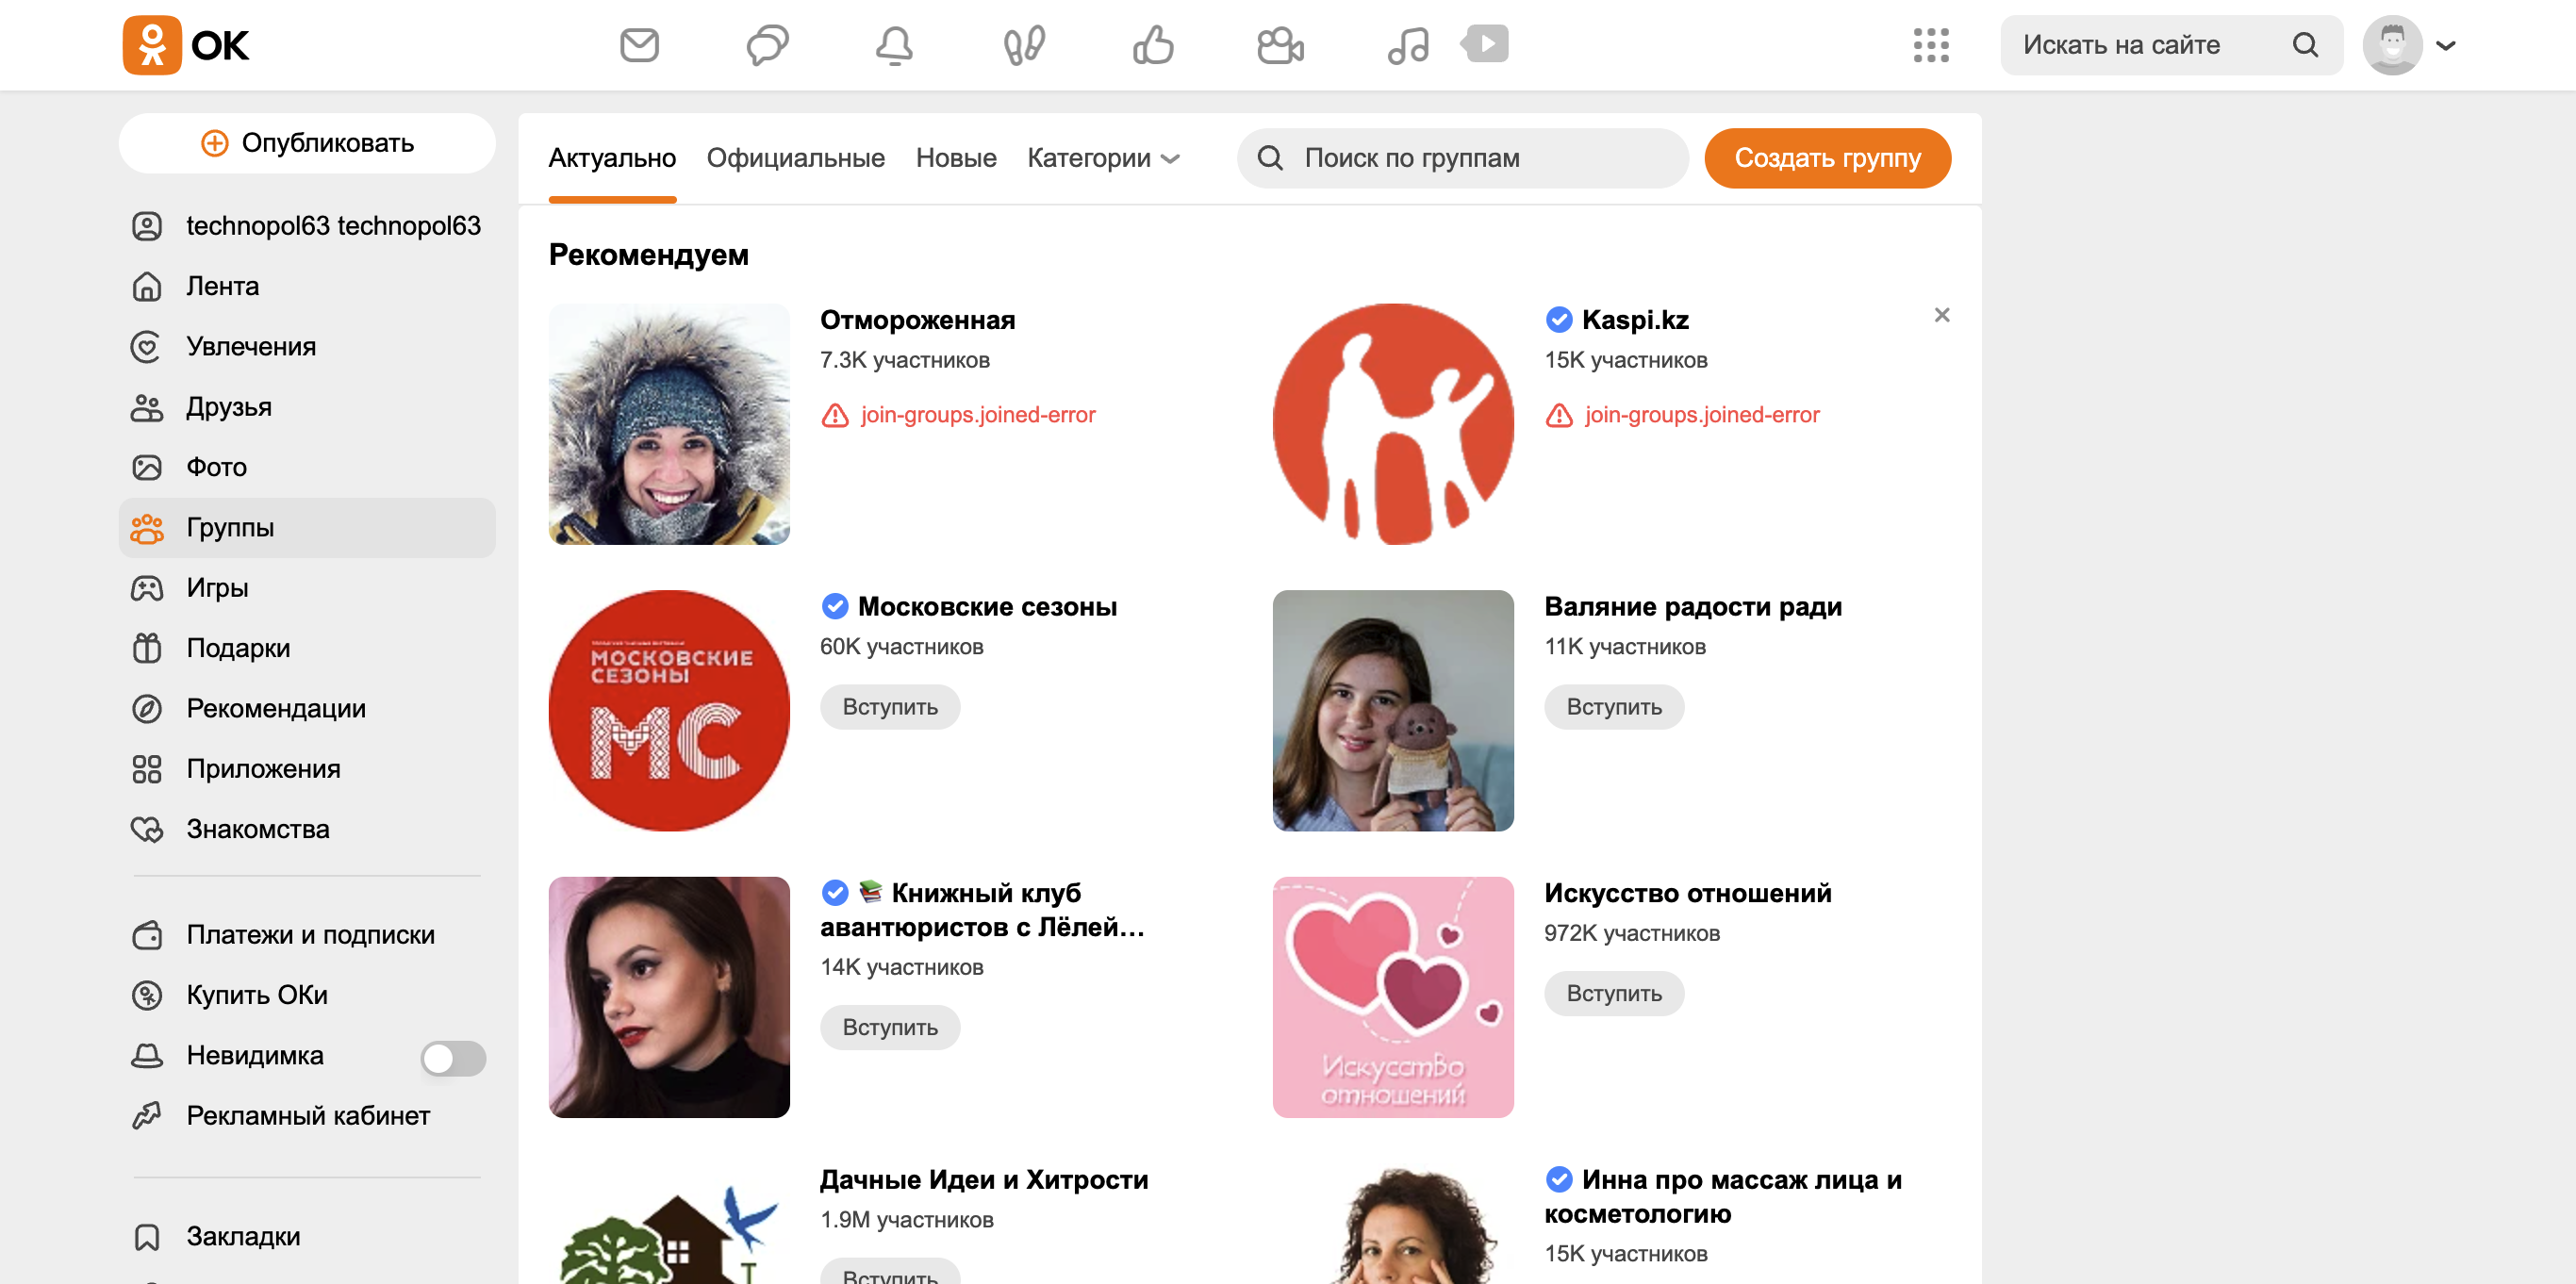 OK
Искать на сайте
Опубликовать
technopol63 technopol63
Лента
Увлечения
Друзья
Фото
Группы
Игры
Подарки
Рекомендации
Приложения
Знакомства
Платежи и подписки
Купить ОКи
Невидимка
Рекламный кабинет
Закладки
Актуально Официальные Новые Категории
Поиск по группам
Создать группу
Рекомендуем
Отмороженная
7.3K участников
join-groups.joined-error
Kaspi.kz
15K участников
join-groups.joined-error
МОСКОВСКИЕ
СЕЗОНЫ
МС
Московские сезоны
60K участников
Вступить
Валяние радости ради
11K участников
Вступить
Книжный клуб
авантюристов с Лёлей…
14K участников
Вступить
Искусство
отношений
Искусство отношений
972K участников
Вступить
Дачные Идеи и Хитрости
1.9M участников
Вступить
Инна про массаж лица и
косметологию
15K участников